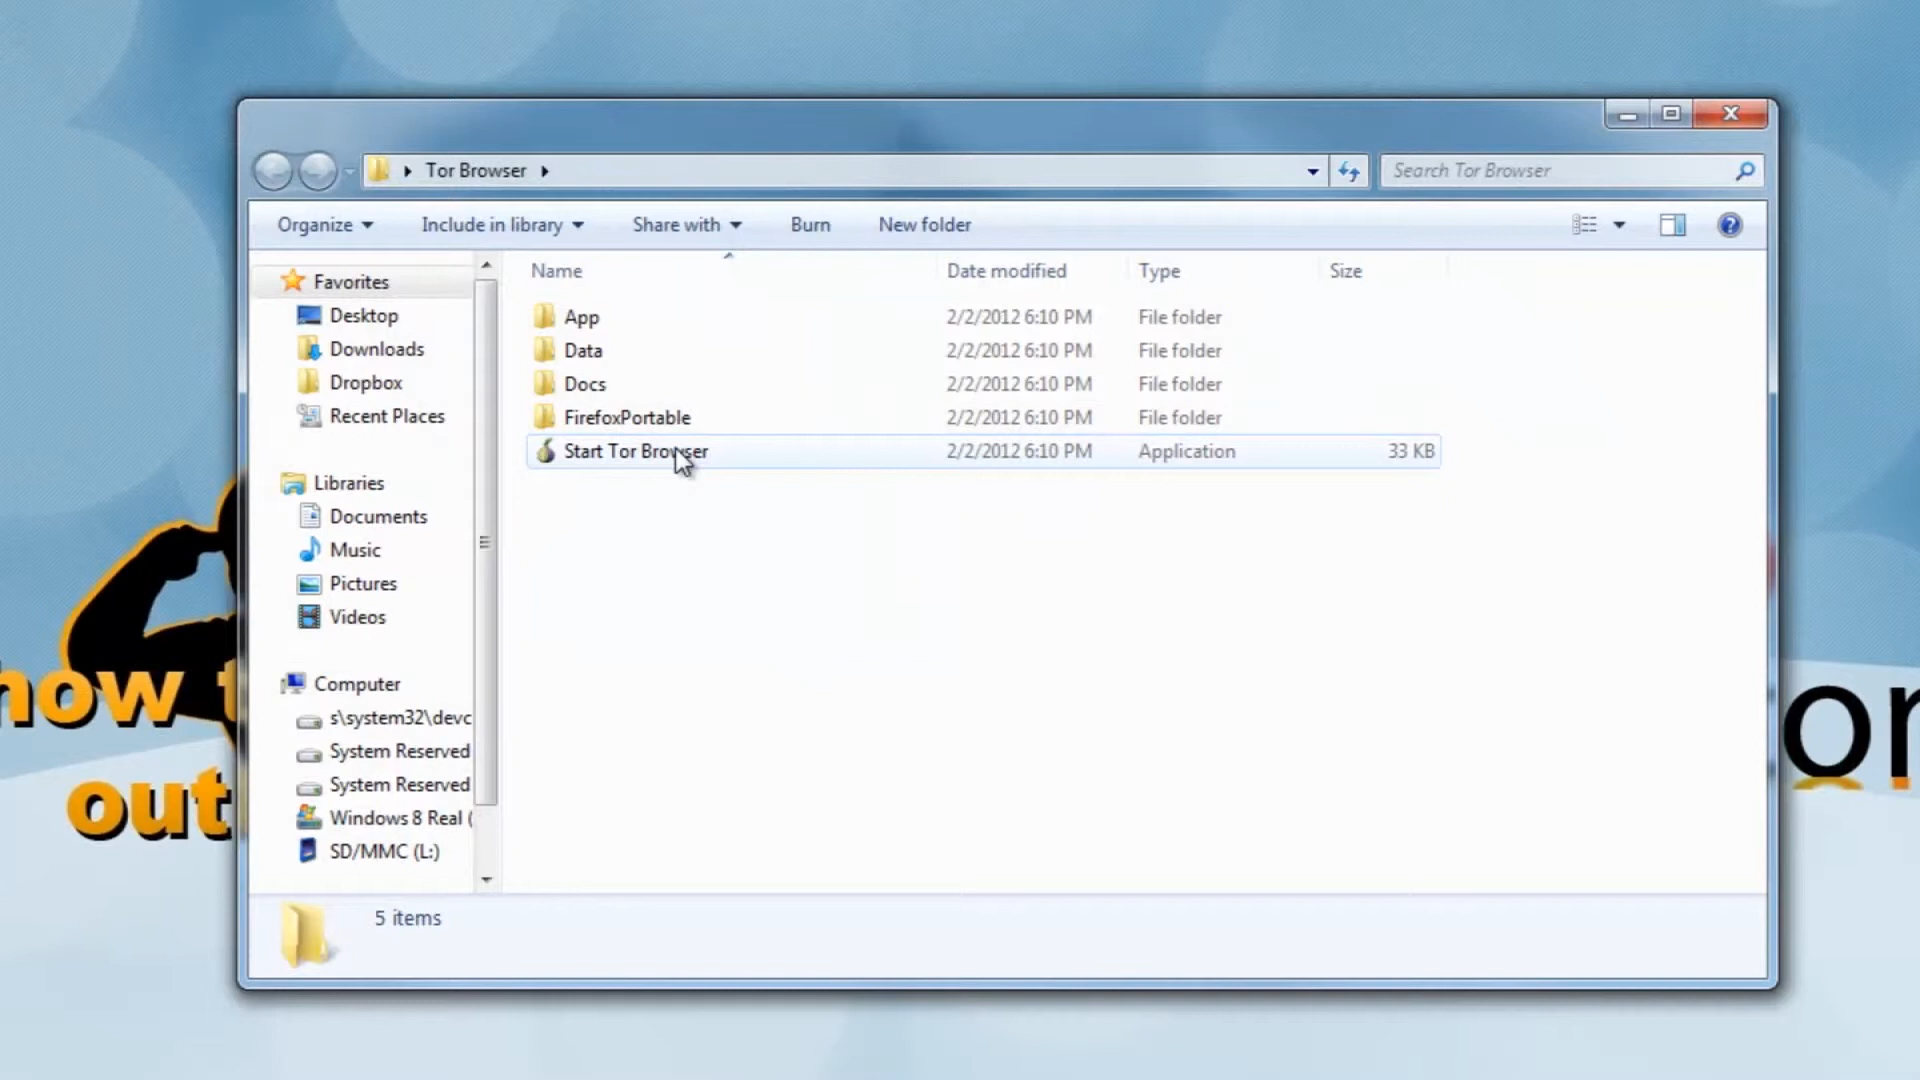 Tor Browser
Search Tor Browser
Organize
Include in library
Share with
Burn
New folder
Name
Date modified
Type
Size
Favorites
Desktop
Downloads
Dropbox
Recent Places
Libraries
Documents
Music
Pictures
Videos
Computer
s\system32\devc
System Reserved
System Reserved
Windows 8 Real (
SD/MMC (L:)
App 2/2/2012 6:10 PM File folder
Data 2/2/2012 6:10 PM File folder
Docs 2/2/2012 6:10 PM File folder
FirefoxPortable 2/2/2012 6:10 PM File folder
Start Tor Browser 2/2/2012 6:10 PM Application 33 KB
5 items
how t
out
or